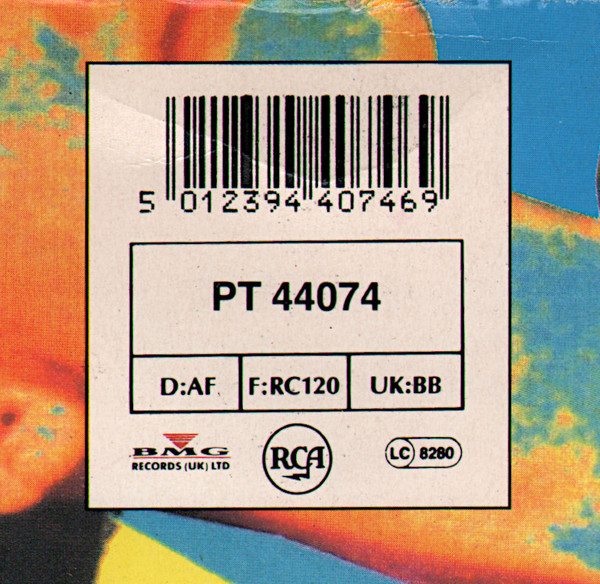 5 012394 407469
PT 44074
D:AF F:RC120 UK:BB
BMG
RECORDS (UK) LTD
RCA
LC 8280